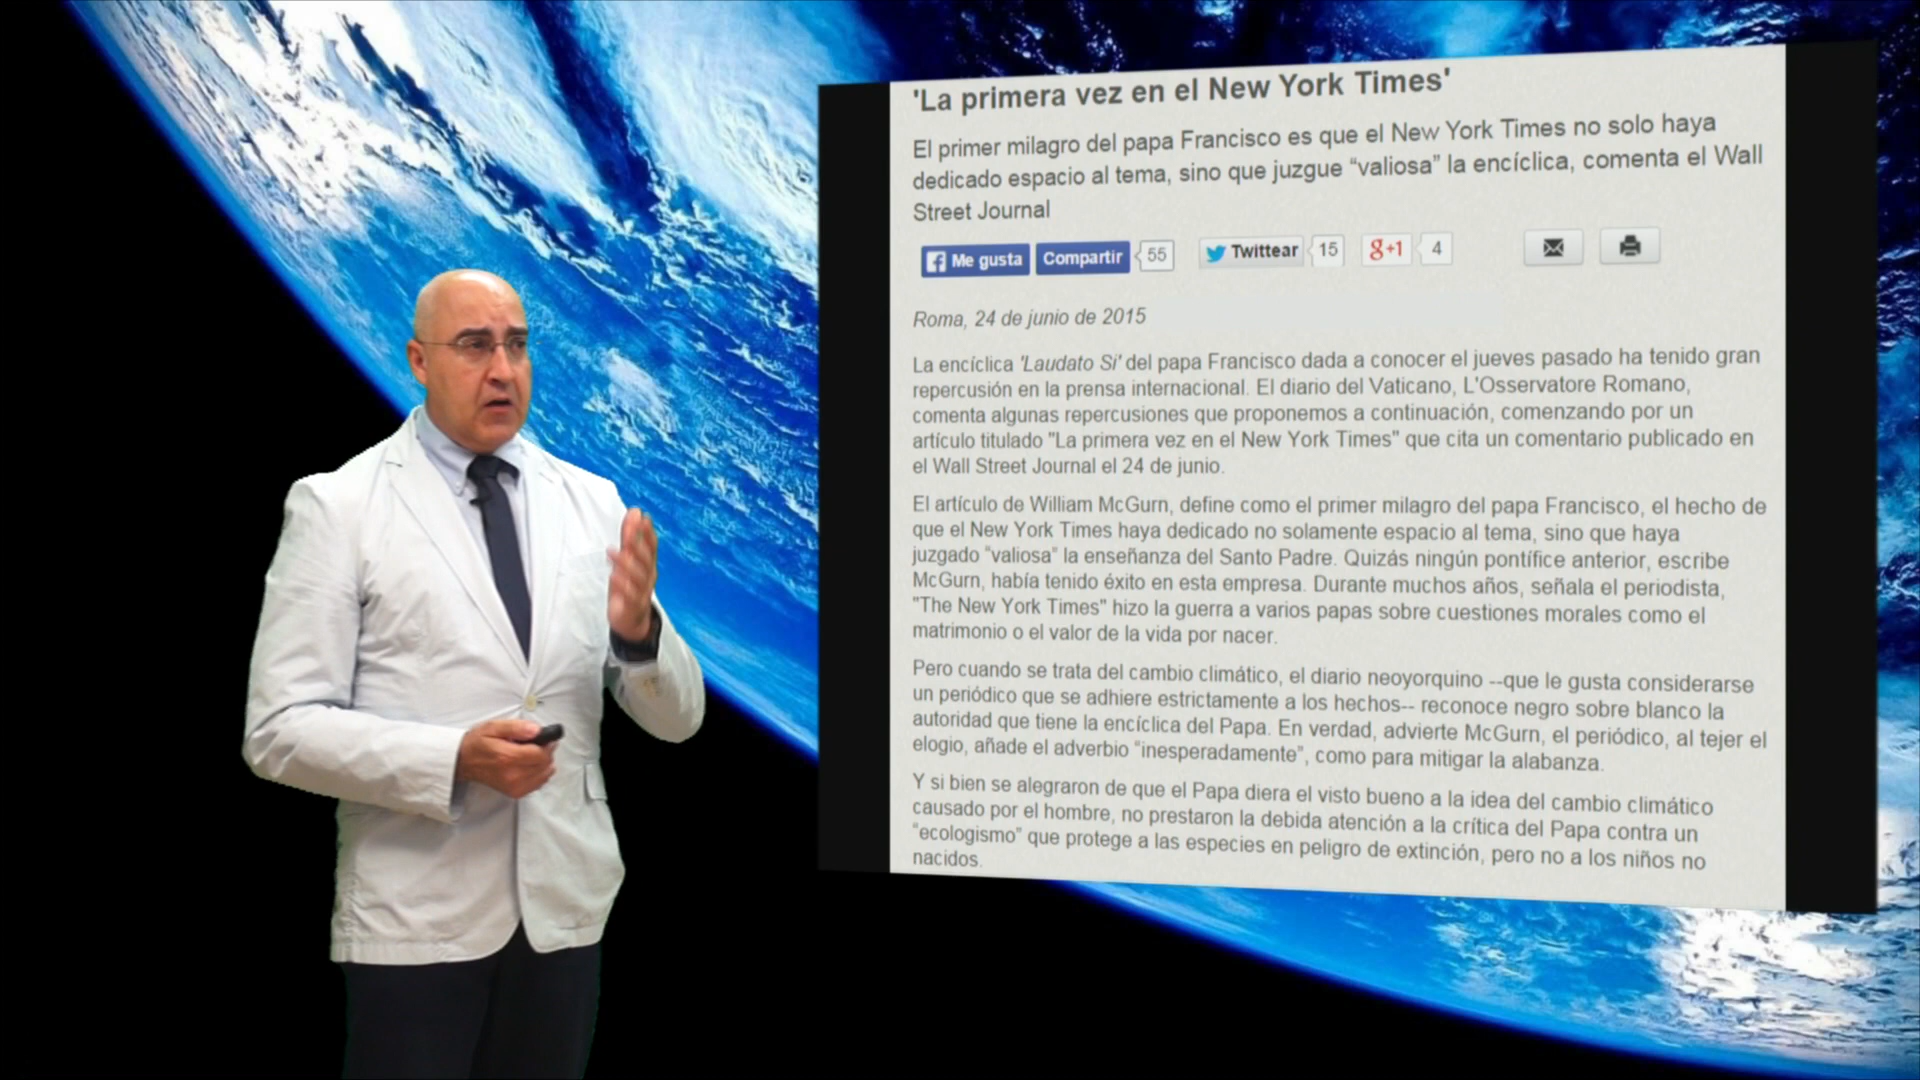 'La primera vez en el New York Times'
El primer milagro del papa Francisco es que el New York Times no solo haya
dedicado espacio al tema, sino que juzgue “valiosa” la encíclica, comenta el Wall
Street Journal
Me gusta Compartir 55 Twittear 15 g+1 4
Roma, 24 de junio de 2015
La encíclica 'Laudato Si' del papa Francisco dada a conocer el jueves pasado ha tenido gran
repercusión en la prensa internacional. El diario del Vaticano, L'Osservatore Romano,
comenta algunas repercusiones que proponemos a continuación, comenzando por un
artículo titulado "La primera vez en el New York Times" que cita un comentario publicado en
el Wall Street Journal el 24 de junio.
El artículo de William McGurn, define como el primer milagro del papa Francisco, el hecho de
que el New York Times haya dedicado no solamente espacio al tema, sino que haya
juzgado “valiosa” la enseñanza del Santo Padre. Quizás ningún pontífice anterior, escribe
McGurn, había tenido éxito en esta empresa. Durante muchos años, señala el periodista,
"The New York Times" hizo la guerra a varios papas sobre cuestiones morales como el
matrimonio o el valor de la vida por nacer.
Pero cuando se trata del cambio climático, el diario neoyorquino --que le gusta considerarse
un periódico que se adhiere estrictamente a los hechos-- reconoce negro sobre blanco la
autoridad que tiene la encíclica del Papa. En verdad, advierte McGurn, el periódico, al tejer el
elogio, añade el adverbio “inesperadamente”, como para mitigar la alabanza.
Y si bien se alegraron de que el Papa diera el visto bueno a la idea del cambio climático
causado por el hombre, no prestaron la debida atención a la crítica del Papa contra un
“ecologismo” que protege a las especies en peligro de extinción, pero no a los niños no
nacidos.